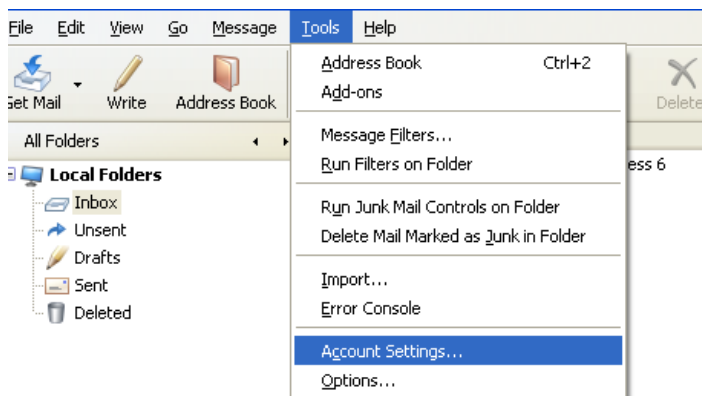 File Edit View Go Message Tools Help
Get Mail Write Address Book Delete
All Folders
Local Folders
Inbox
Unsent
Drafts
Sent
Deleted
Address Book Ctrl+2
Add-ons
Message Filters...
Run Filters on Folder
Run Junk Mail Controls on Folder
Delete Mail Marked as Junk in Folder
Import...
Error Console
Account Settings...
Options...
ess 6